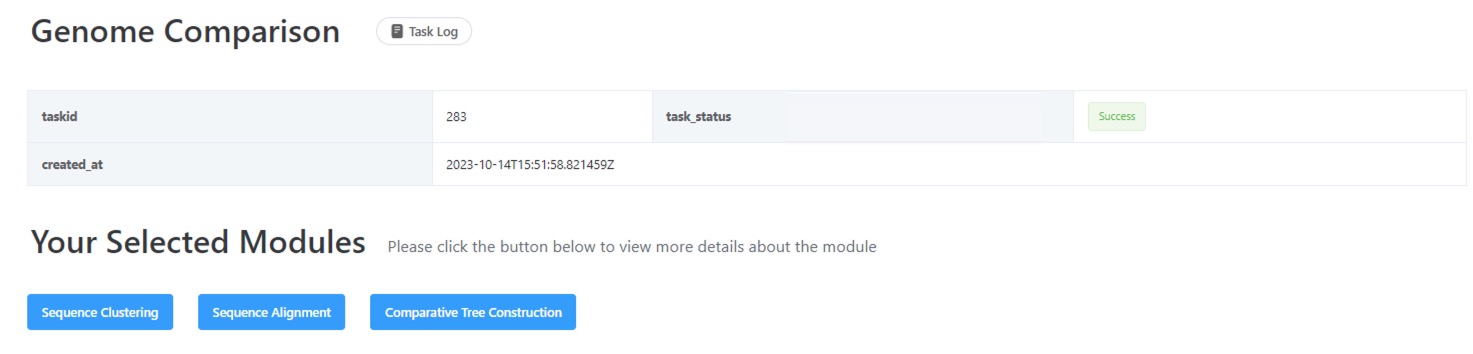 Genome Comparison Task Log
taskid 283 task_status Success
created_at 2023-10-14T15:51:58.821459Z
Your Selected Modules Please click the button below to view more details about the module
Sequence Clustering Sequence Alignment Comparative Tree Construction